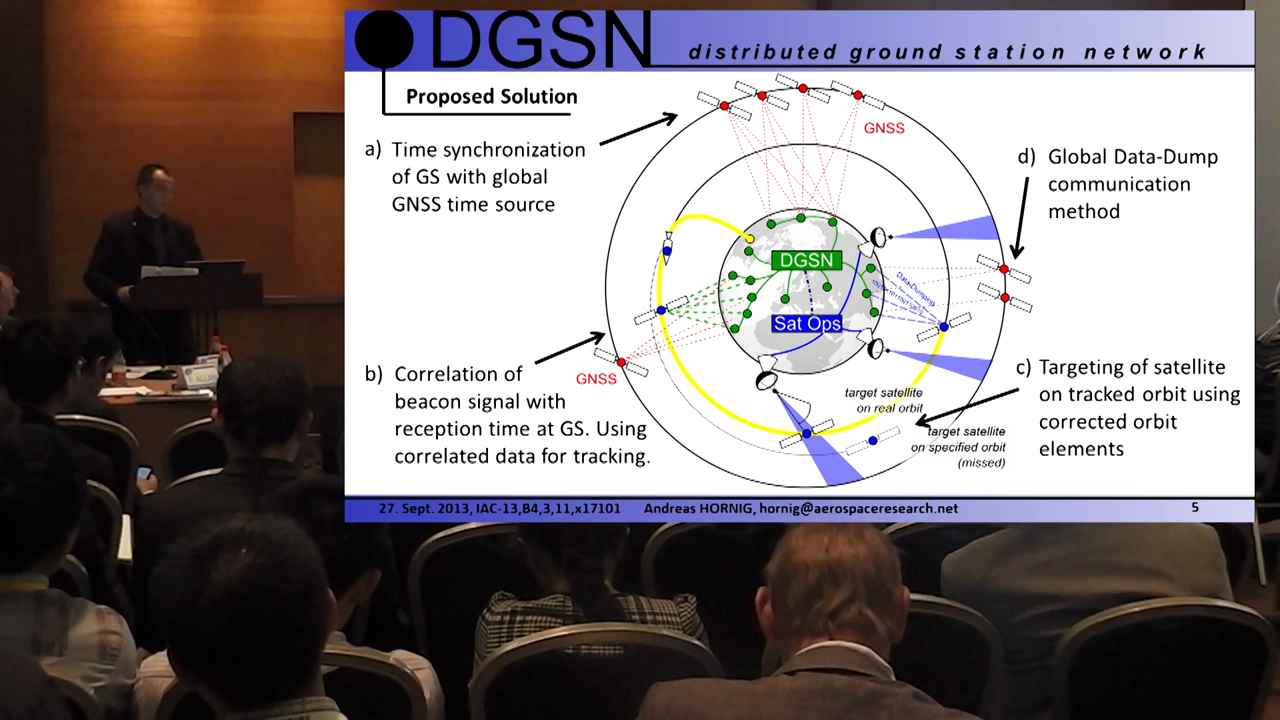 DGSN
distributed ground station network
Proposed Solution
a) Time synchronization
of GS with global
GNSS time source
GNSS
d) Global Data-Dump
communication
method
DGSN
Data-Dumping
Sat Ops
GNSS
b) Correlation of
beacon signal with
reception time at GS. Using
correlated data for tracking.
c) Targeting of satellite
on tracked orbit using
corrected orbit
elements
target satellite
on real orbit
target satellite
on specified orbit
(missed)
27. Sept. 2013, IAC-13,B4,3,11,x17101 Andreas HORNIG, hornig@aerospaceresearch.net 5